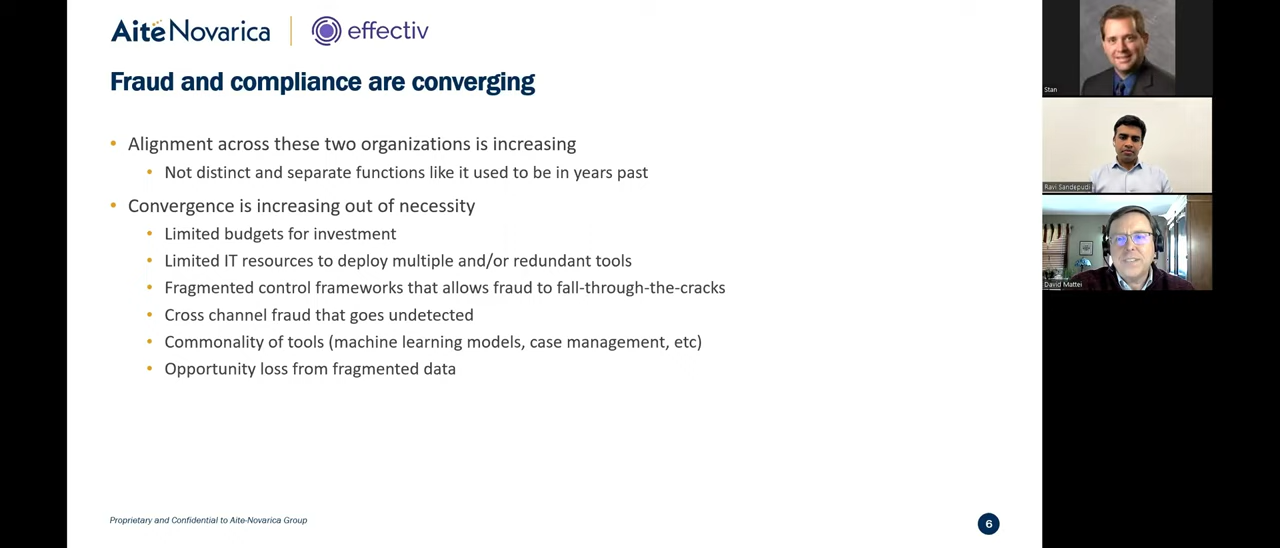 Aite Novarica effectiv
Fraud and compliance are converging
• Alignment across these two organizations is increasing
• Not distinct and separate functions like it used to be in years past
• Convergence is increasing out of necessity
• Limited budgets for investment
• Limited IT resources to deploy multiple and/or redundant tools
• Fragmented control frameworks that allows fraud to fall-through-the-cracks
• Cross channel fraud that goes undetected
• Commonality of tools (machine learning models, case management, etc)
• Opportunity loss from fragmented data
Proprietary and Confidential to Aite-Novarica Group
6
Stan
Ravi Sandepudi
David Mattei